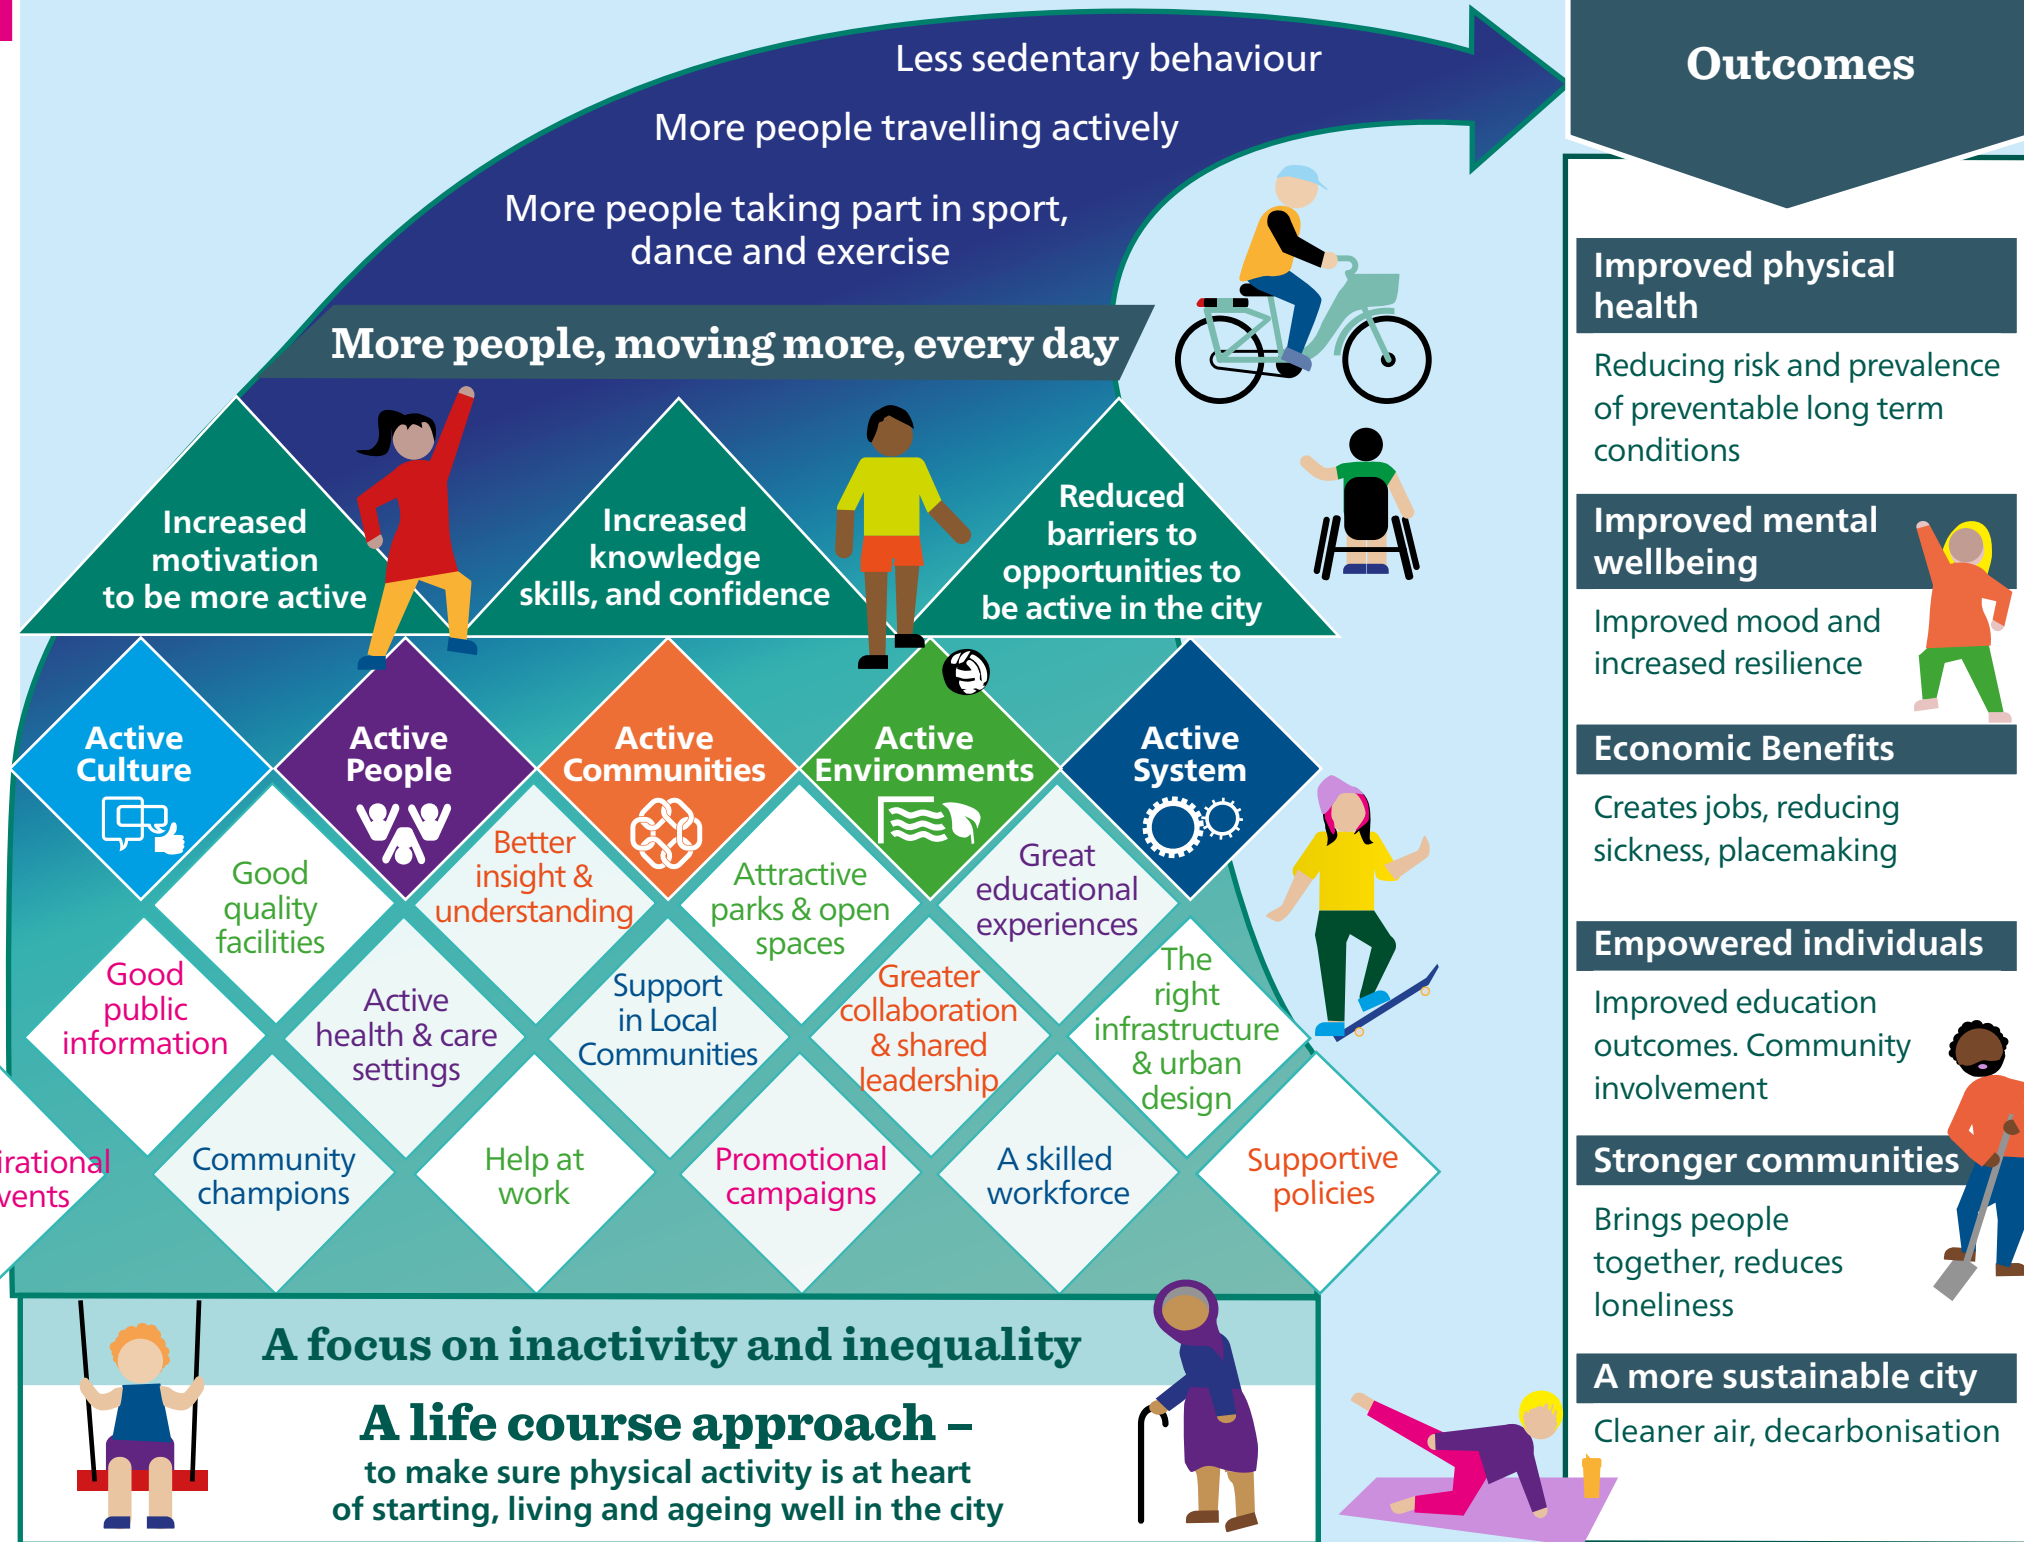 Less sedentary behaviour
More people travelling actively
More people taking part in sport,
dance and exercise
More people, moving more, every day
Increased
motivation
to be more active
Increased
knowledge
skills, and confidence
Reduced
barriers to
opportunities to
be active in the city
Active
Culture
Active
People
Active
Communities
Active
Environments
Active
System
Good
quality
facilities
Better
insight &
understanding
Attractive
parks & open
spaces
Great
educational
experiences
Good
public
information
Active
health & care
settings
Support
in Local
Communities
Greater
collaboration
& shared
leadership
The
right
infrastructure
& urban
design
irational
vents
Community
champions
Help at
work
Promotional
campaigns
A skilled
workforce
Supportive
policies
A focus on inactivity and inequality
A life course approach –
to make sure physical activity is at heart
of starting, living and ageing well in the city
Outcomes
Improved physical
health
Reducing risk and prevalence
of preventable long term
conditions
Improved mental
wellbeing
Improved mood and
increased resilience
Economic Benefits
Creates jobs, reducing
sickness, placemaking
Empowered individuals
Improved education
outcomes. Community
involvement
Stronger communities
Brings people
together, reduces
loneliness
A more sustainable city
Cleaner air, decarbonisation